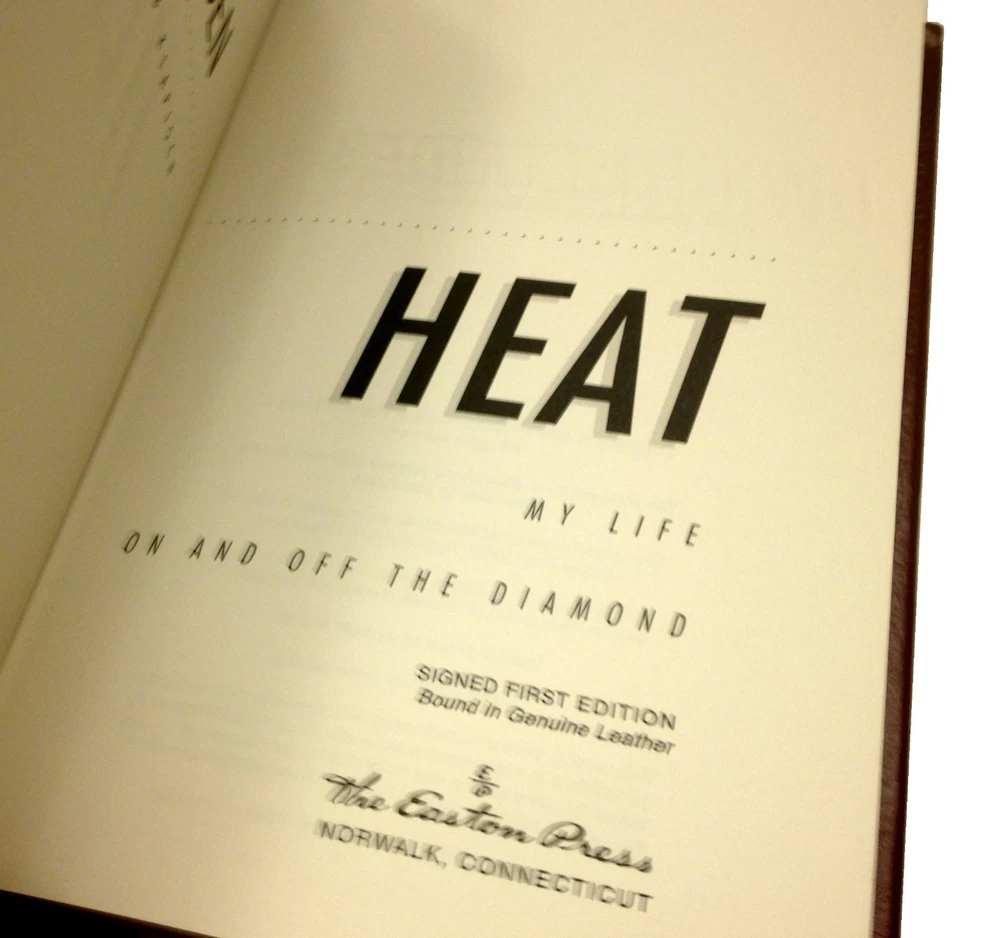 HEAT
MY LIFE
ON AND OFF THE DIAMOND
SIGNED FIRST EDITION
Bound in Genuine Leather
E
P
The Easton Press
NORWALK, CONNECTICUT